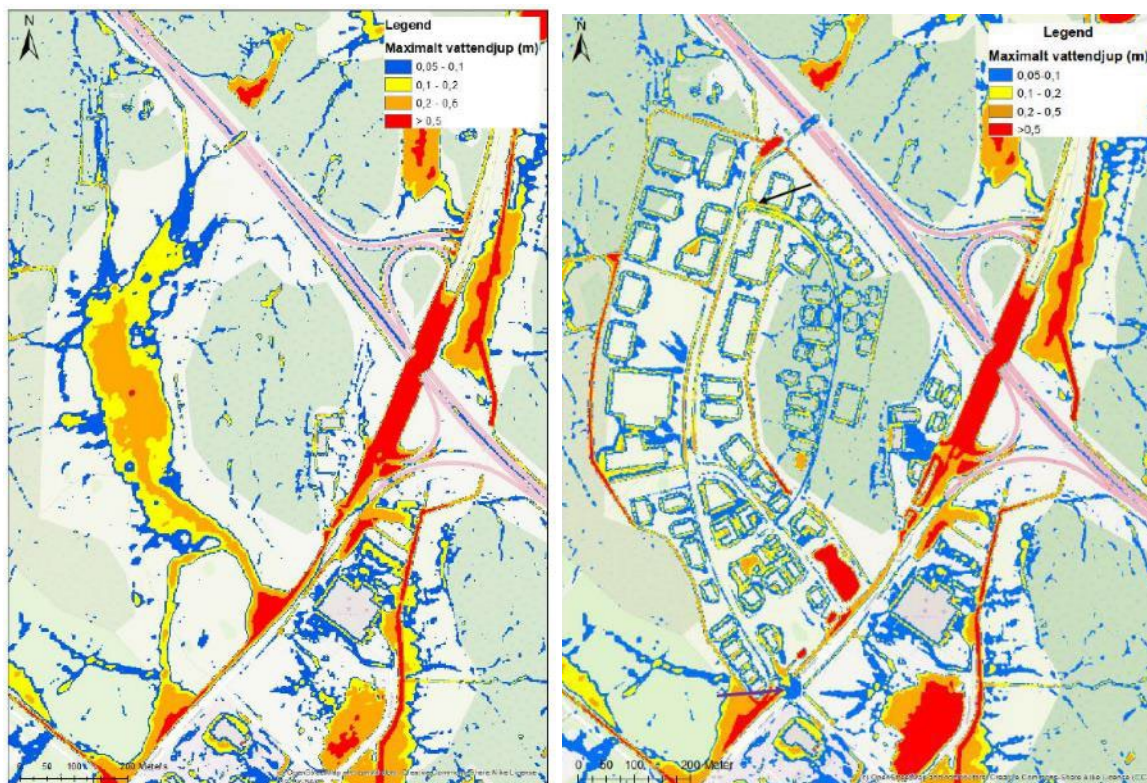 N
Legend
Maximalt vattendjup (m)
0,05 - 0,1
0,1 - 0,2
0,2 - 0,5
> 0,5
0 50 100 200 Meter
N
Legend
Maximalt vattendjup (m)
0,05-0,1
0,1 - 0,2
0,2 - 0,5
>0,5
0 50 100 200 Meter